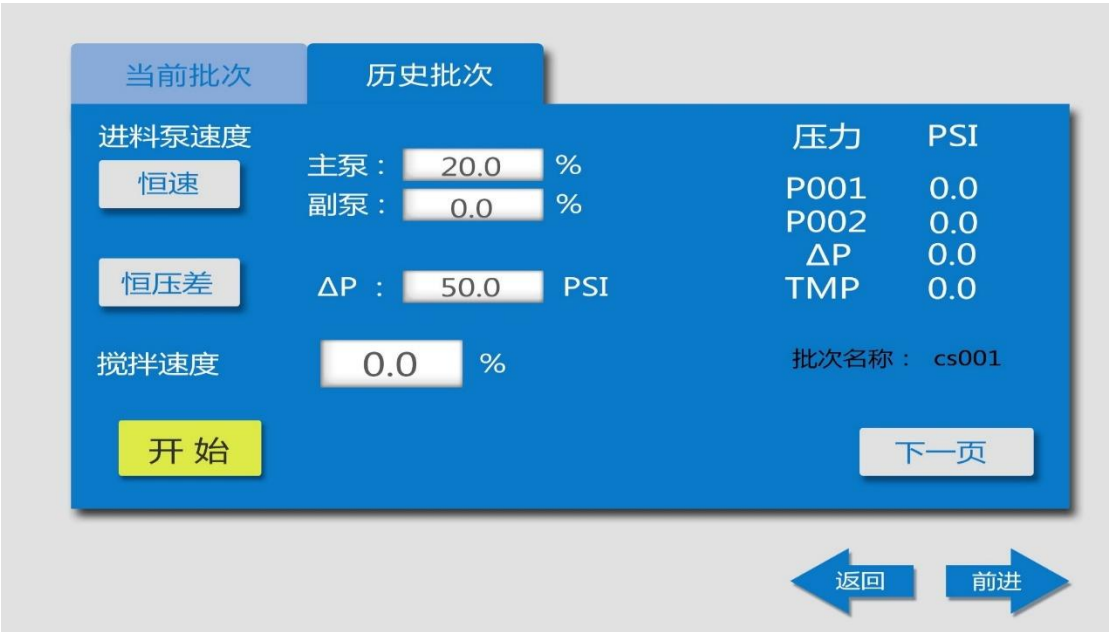 当前批次 历史批次
进料泵速度
恒速
主泵： 20.0 %
副泵： 0.0 %
恒压差
ΔP ： 50.0 PSI
搅拌速度 0.0 %
开 始
压力 PSI
P001 0.0
P002 0.0
ΔP 0.0
TMP 0.0
批次名称： cs001
下一页
返回 前进